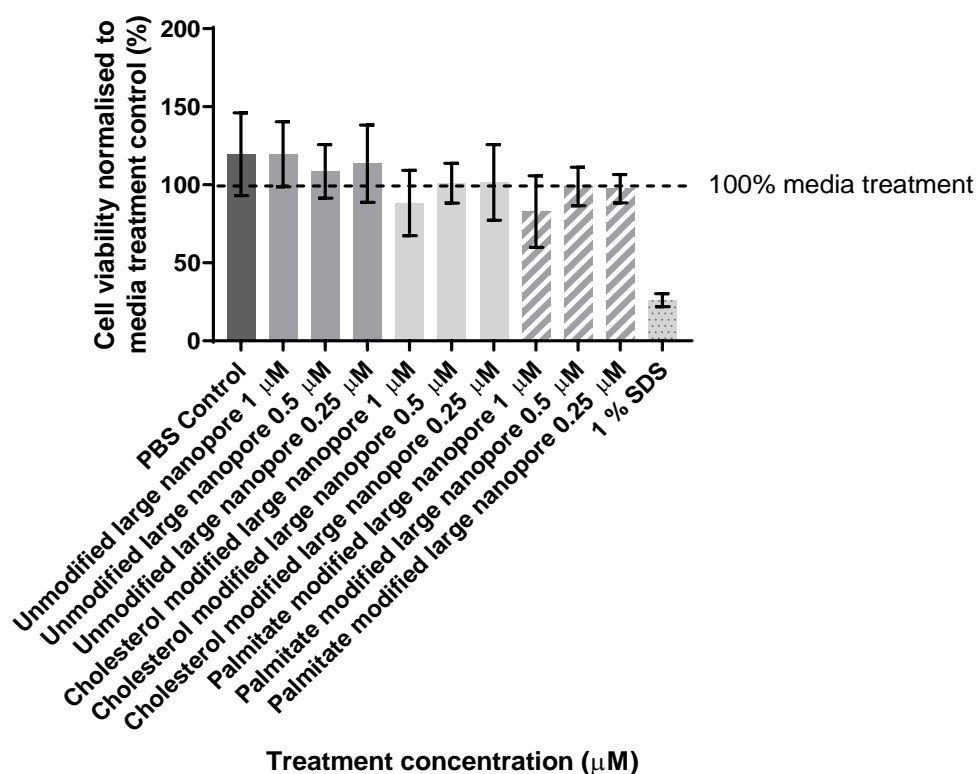 Cell viability normalised to
media treatment control (%)
200
150
100
50
0
100% media treatment
PBS Control
Unmodified large nanopore 1 μM
Unmodified large nanopore 0.5 μM
Unmodified large nanopore 0.25 μM
Cholesterol modified large nanopore 1 μM
Cholesterol modified large nanopore 0.5 μM
Cholesterol modified large nanopore 0.25 μM
Palmitate modified large nanopore 1 μM
Palmitate modified large nanopore 0.5 μM
Palmitate modified large nanopore 0.25 μM
1 % SDS
Treatment concentration (μM)